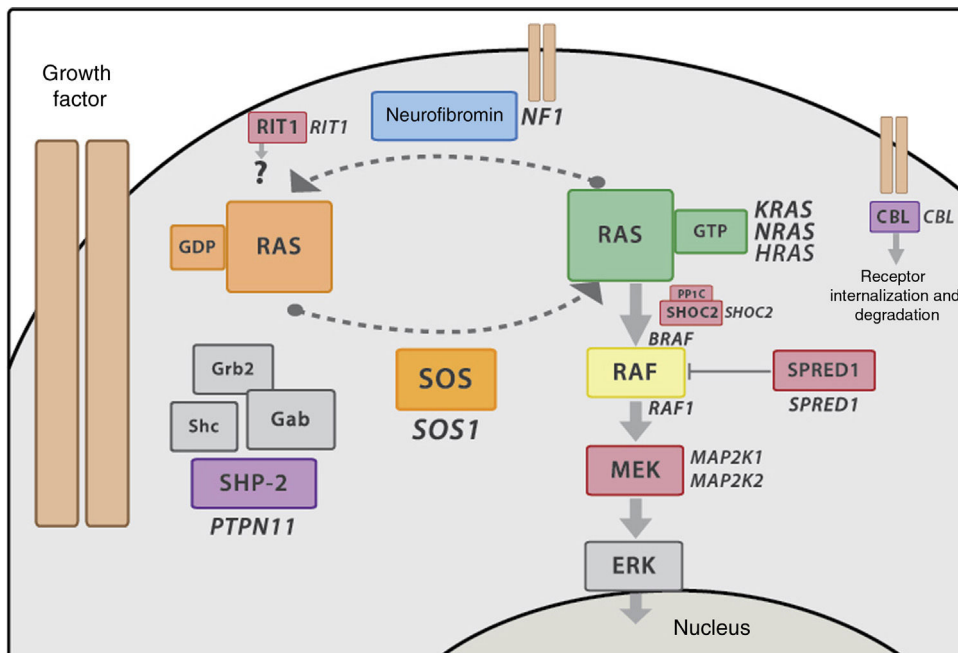 Growth
factor
RIT1
RIT1
?
Neurofibromin
NF1
GDP
RAS
RAS
GTP
KRAS
NRAS
HRAS
CBL
CBL
Receptor
internalization and
degradation
PP1C
SHOC2
SHOC2
BRAF
RAF
RAF1
SPRED1
SPRED1
Grb2
Shc
Gab
SHP-2
PTPN11
SOS
SOS1
MEK
MAP2K1
MAP2K2
ERK
Nucleus